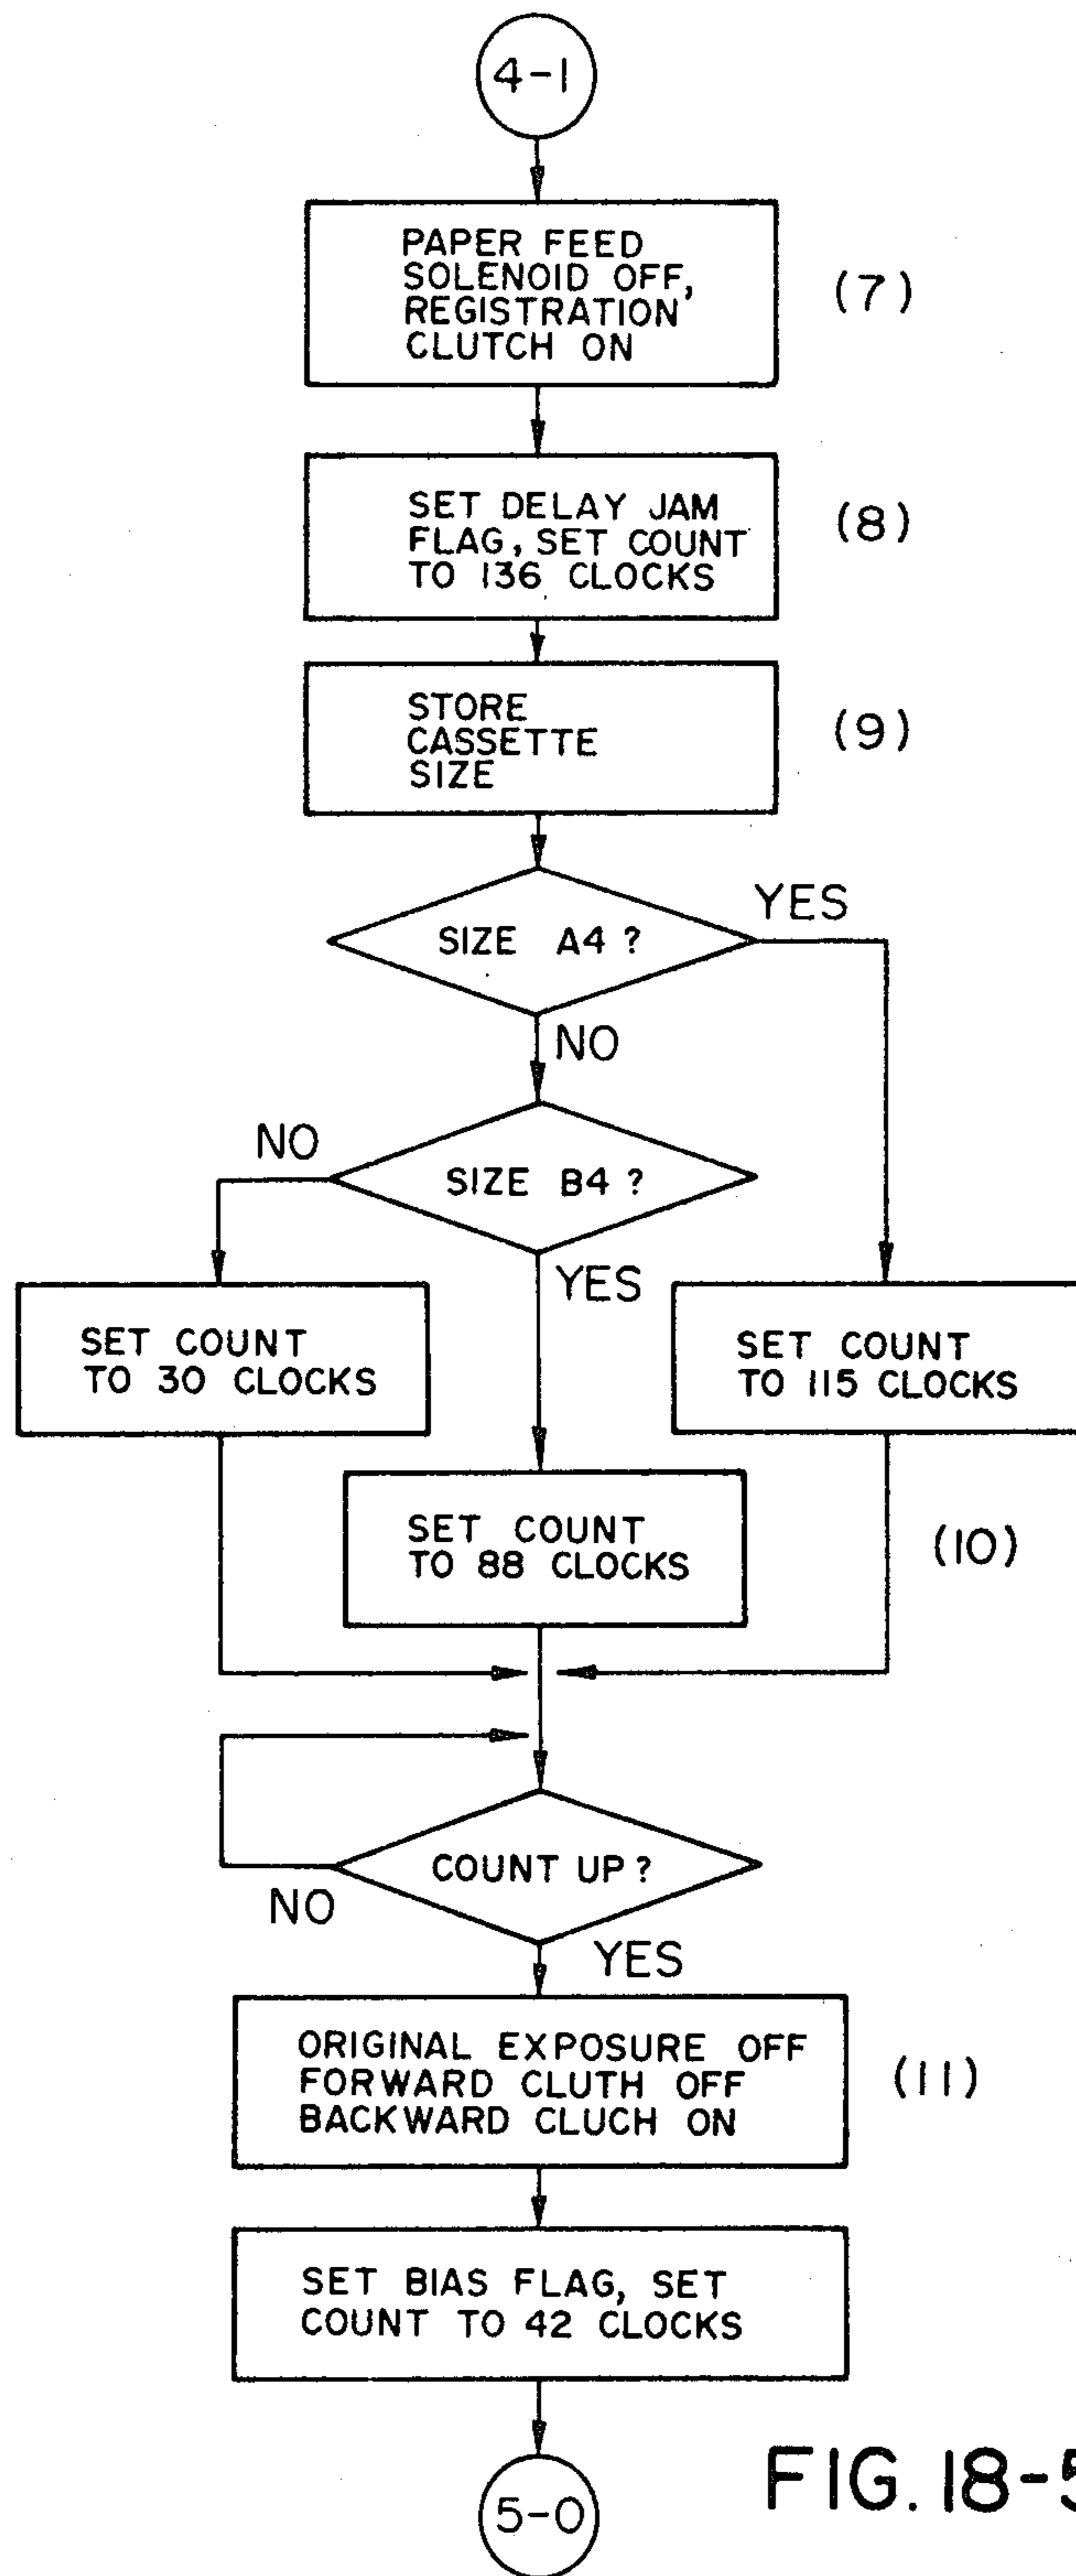 4-1
PAPER FEED
SOLENOID OFF,
REGISTRATION
CLUTCH ON
(7)
SET DELAY JAM
FLAG, SET COUNT
TO 136 CLOCKS
(8)
STORE
CASSETTE
SIZE
(9)
SIZE A4 ?
YES
NO
SIZE B4 ?
NO
YES
SET COUNT
TO 30 CLOCKS
SET COUNT
TO 115 CLOCKS
SET COUNT
TO 88 CLOCKS
(10)
COUNT UP ?
NO
YES
ORIGINAL EXPOSURE OFF
FORWARD CLUTH OFF
BACKWARD CLUCH ON
(11)
SET BIAS FLAG, SET
COUNT TO 42 CLOCKS
5-0
FIG. 18-5